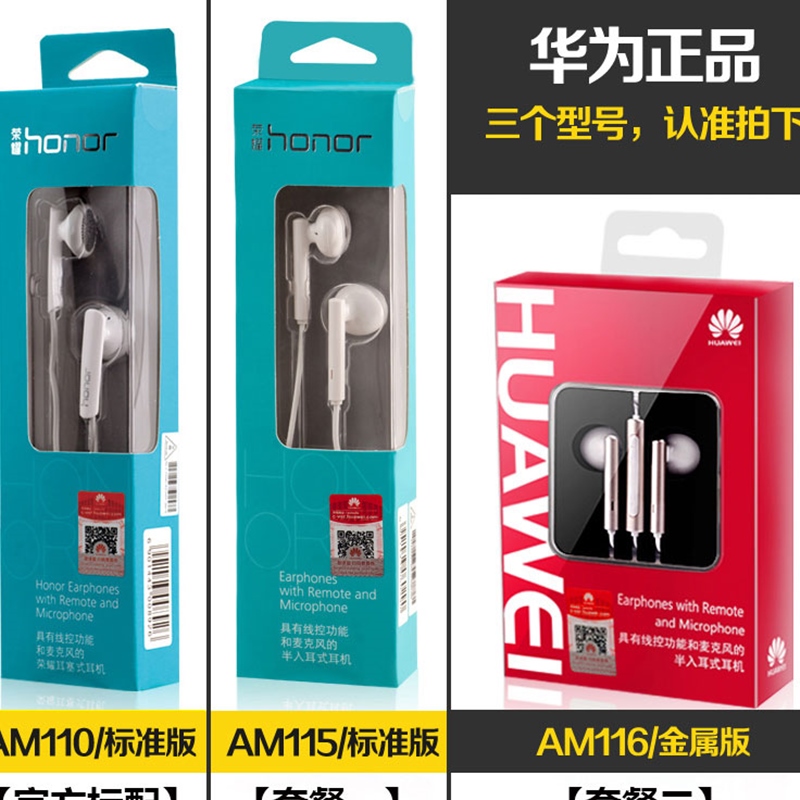 华为正品
三个型号，认准拍下
荣耀 honor
honor
Honor Earphones
with Remote and
Microphone
具有线控功能
和麦克风的
荣耀耳塞式耳机
AM110/标准版
荣耀 honor
Earphones
with Remote and
Microphone
具有线控功能
和麦克风的
半入耳式耳机
AM115/标准版
HUAWEI
HUAWEI
Earphones with Remote
and Microphone
具有线控功能和麦克风的
半入耳式耳机
HUAWEI
AM116/金属版